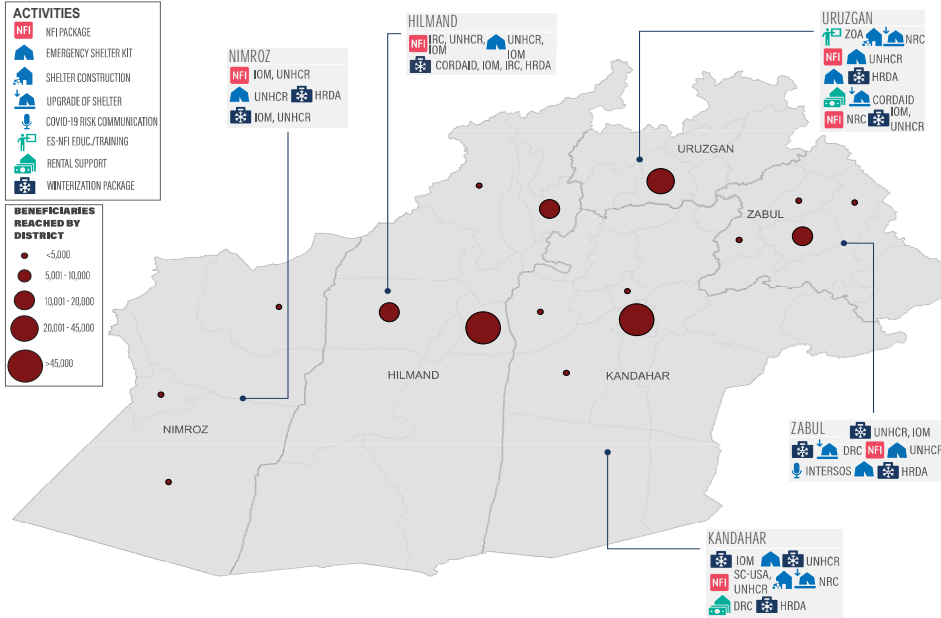 ACTIVITIES
NFI NFI PACKAGE
EMERGENCY SHELTER KIT
SHELTER CONSTRUCTION
UPGRADE OF SHELTER
COVID-19 RISK COMMUNICATION
ES-NFI EDUC./TRAINING
RENTAL SUPPORT
WINTERIZATION PACKAGE
BENEFICIARIES
REACHED BY
DISTRICT
<5,000
5,001 - 10,000
10,001 - 20,000
20,001 - 45,000
>45,000
NIMROZ
NFI IOM, UNHCR
UNHCR HRDA
IOM, UNHCR
HILMAND
NFI IRC, UNHCR, IOM UNHCR, IOM
CORDAID, IOM, IRC, HRDA
URUZGAN
ZOA NRC
NFI UNHCR
HRDA
CORDAID
NFI NRC IOM, UNHCR
URUZGAN
ZABUL
HILMAND
KANDAHAR
NIMROZ
ZABUL UNHCR, IOM
DRC NFI UNHCR
INTERSOS HRDA
KANDAHAR
IOM UNHCR
NFI SC-USA, UNHCR NRC
DRC HRDA